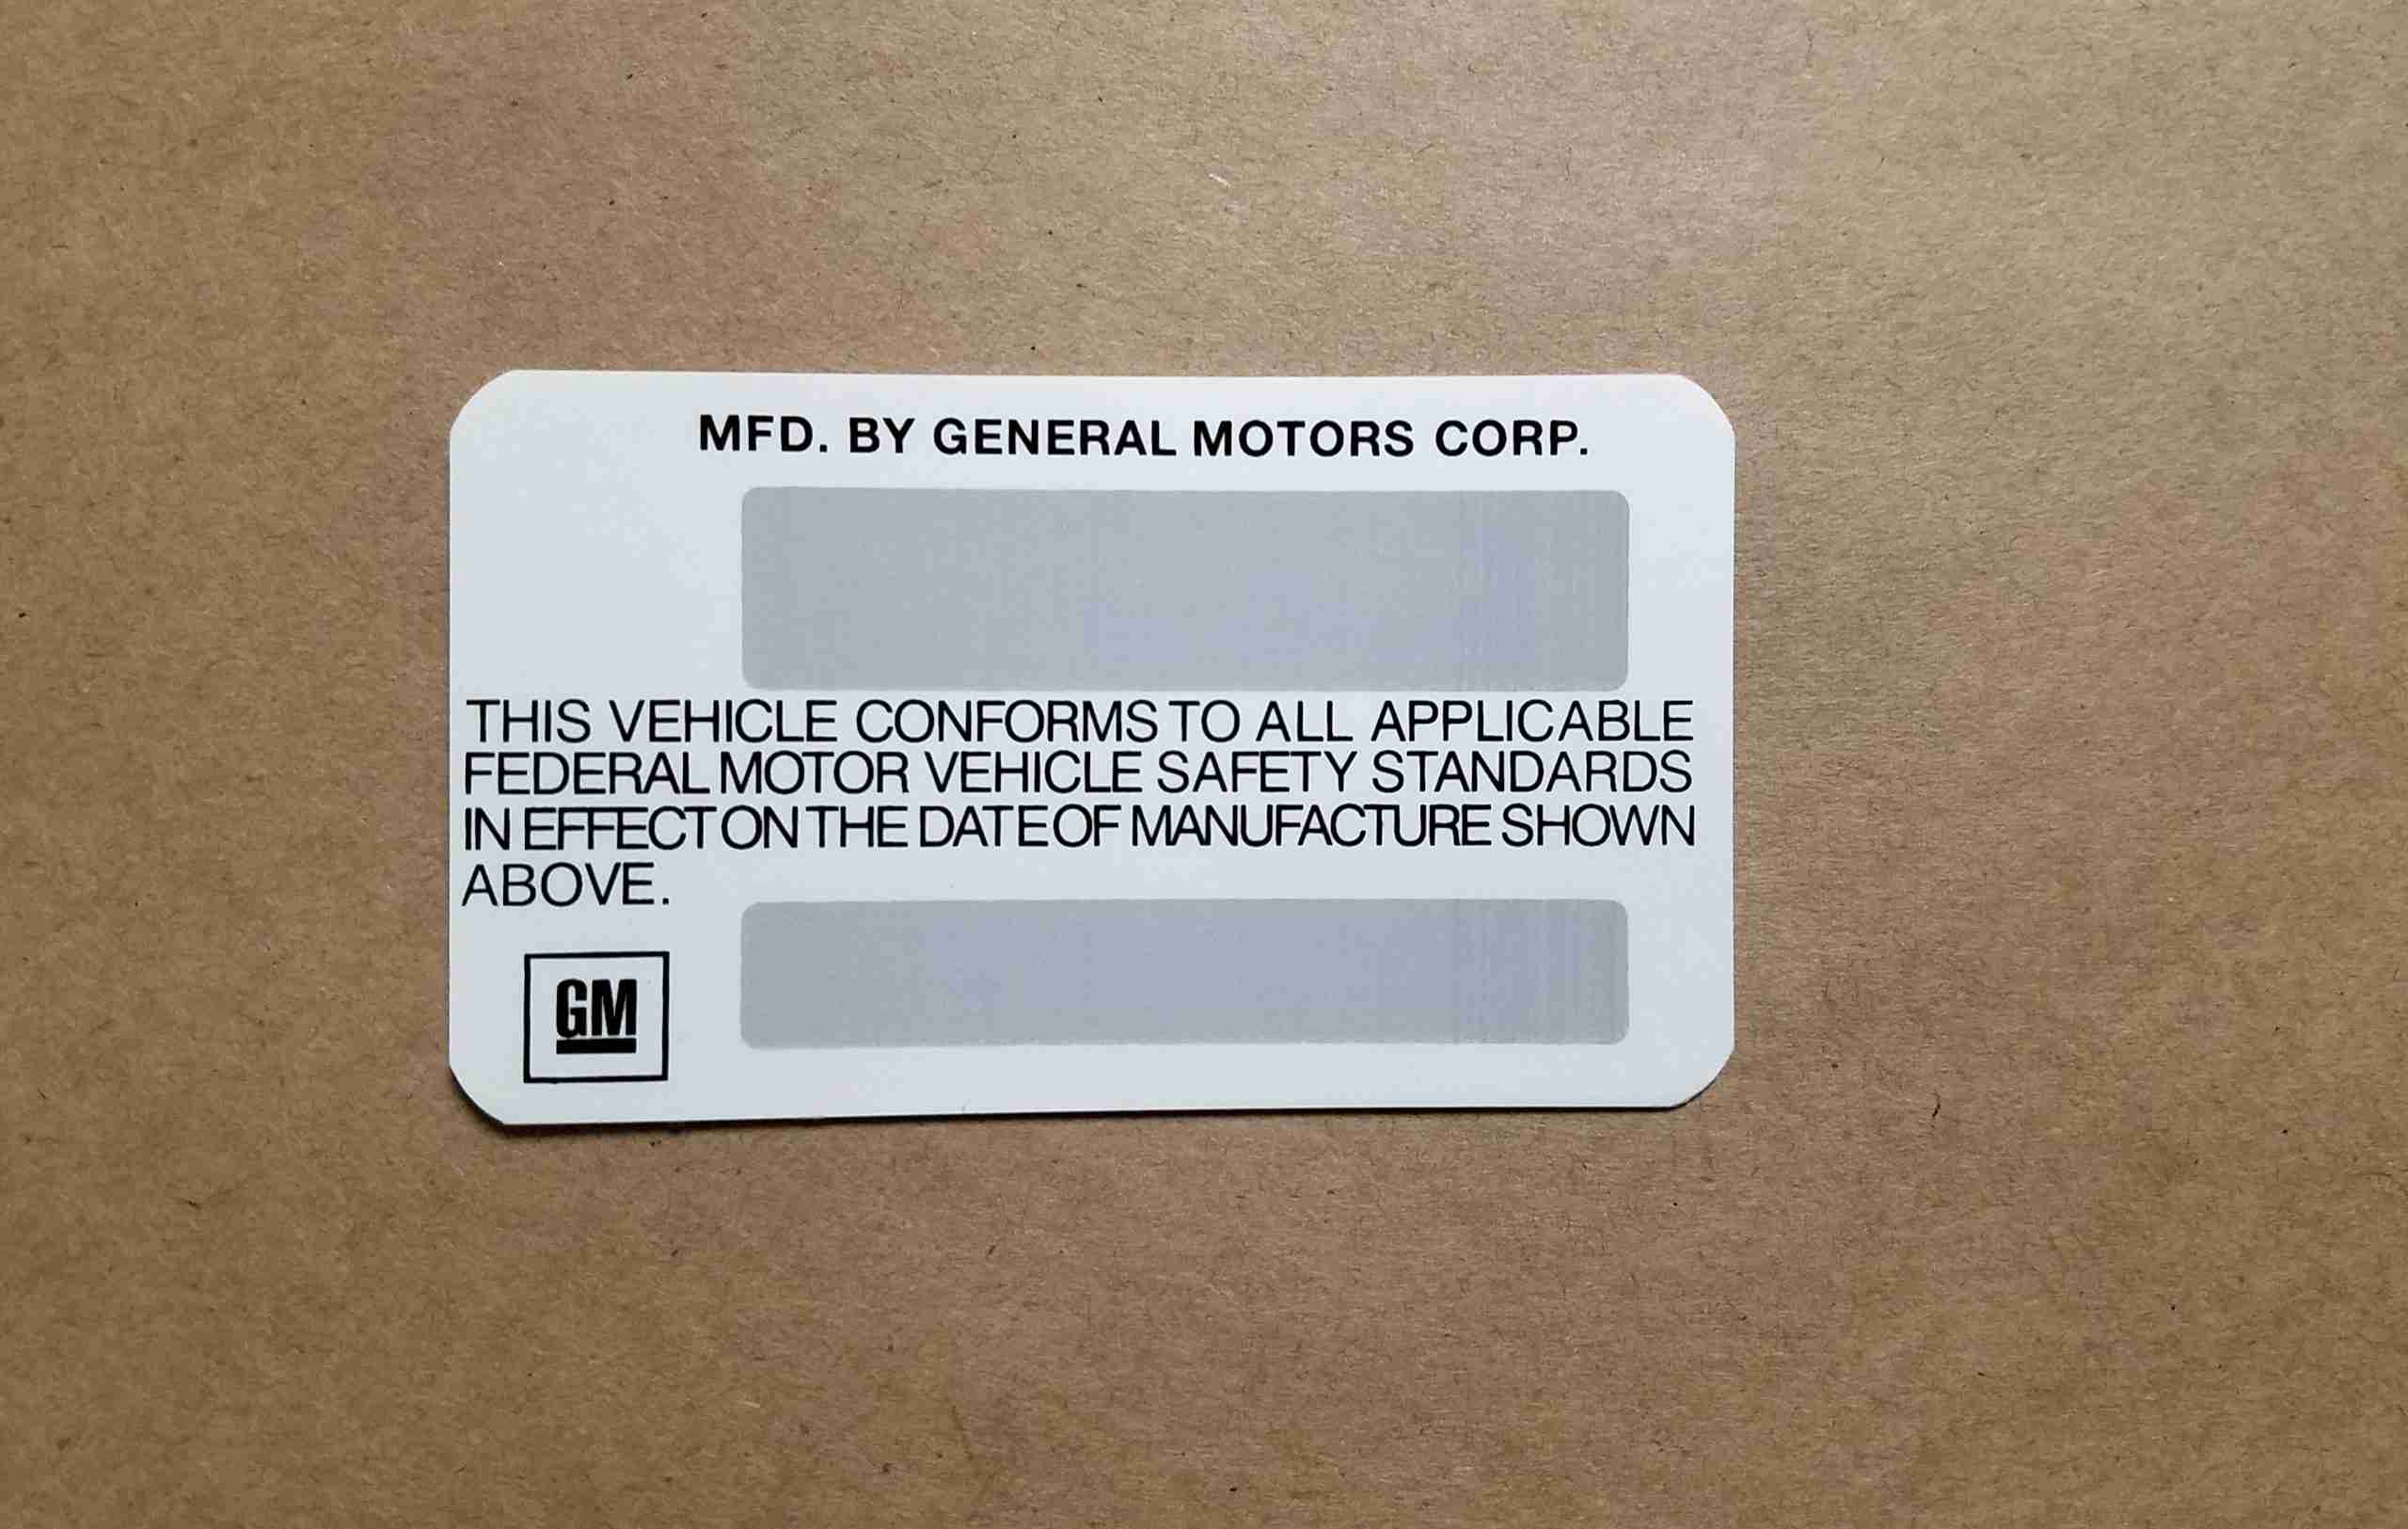 MFD. BY GENERAL MOTORS CORP.
THIS VEHICLE CONFORMS TO ALL APPLICABLE
FEDERAL MOTOR VEHICLE SAFETY STANDARDS
IN EFFECT ON THE DATE OF MANUFACTURE SHOWN
ABOVE.
GM